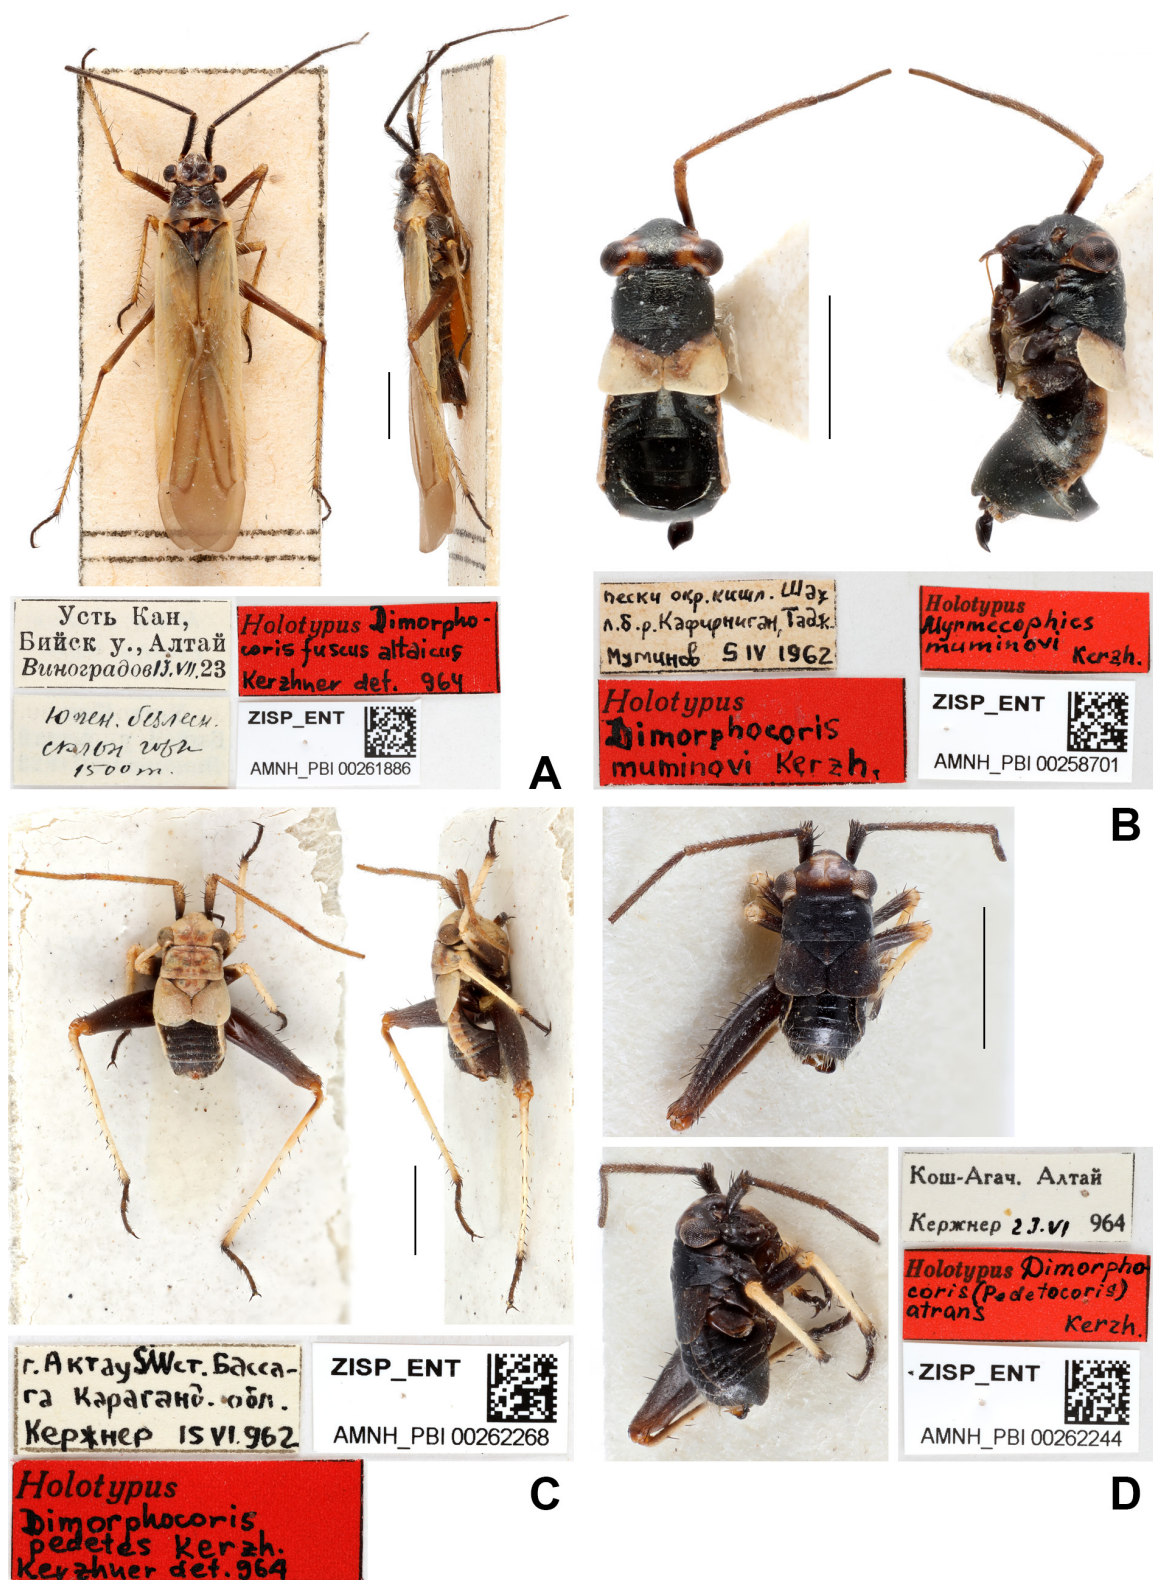 Усть Кан,
Бийск у., Алтай
Виноградов 13.VII.23
Holotypus Dimorpho-
coris fuscus altaicus
Kerzhner det. 964
1500 m.
ZISP_ENT
AMNH_PBI 00261886
A
пески окр. кишл. Шах
л.б.р. Кафирниган, Тадж.
Муминов 5 IV 1962
Holotypus
Myrmecophies
muminovi
Kerzh.
Holotypus
Dimorphocoris
muminovi Kerzh.
ZISP_ENT
AMNH_PBI 00258701
B
г. Актау SW ст. Басса-
га Караганд. обл.
Кержнер 15 VI.962
ZISP_ENT
AMNH_PBI 00262268
Holotypus
Dimorphocoris
pedetes Kerzh.
Kerzhner det. 964
C
Кош-Агач. Алтай
Кержнер 23.VI 964
Holotypus Dimorpho-
coris (Pedetocoris)
atrans
Kerzh.
ZISP_ENT
AMNH_PBI 00262244
D